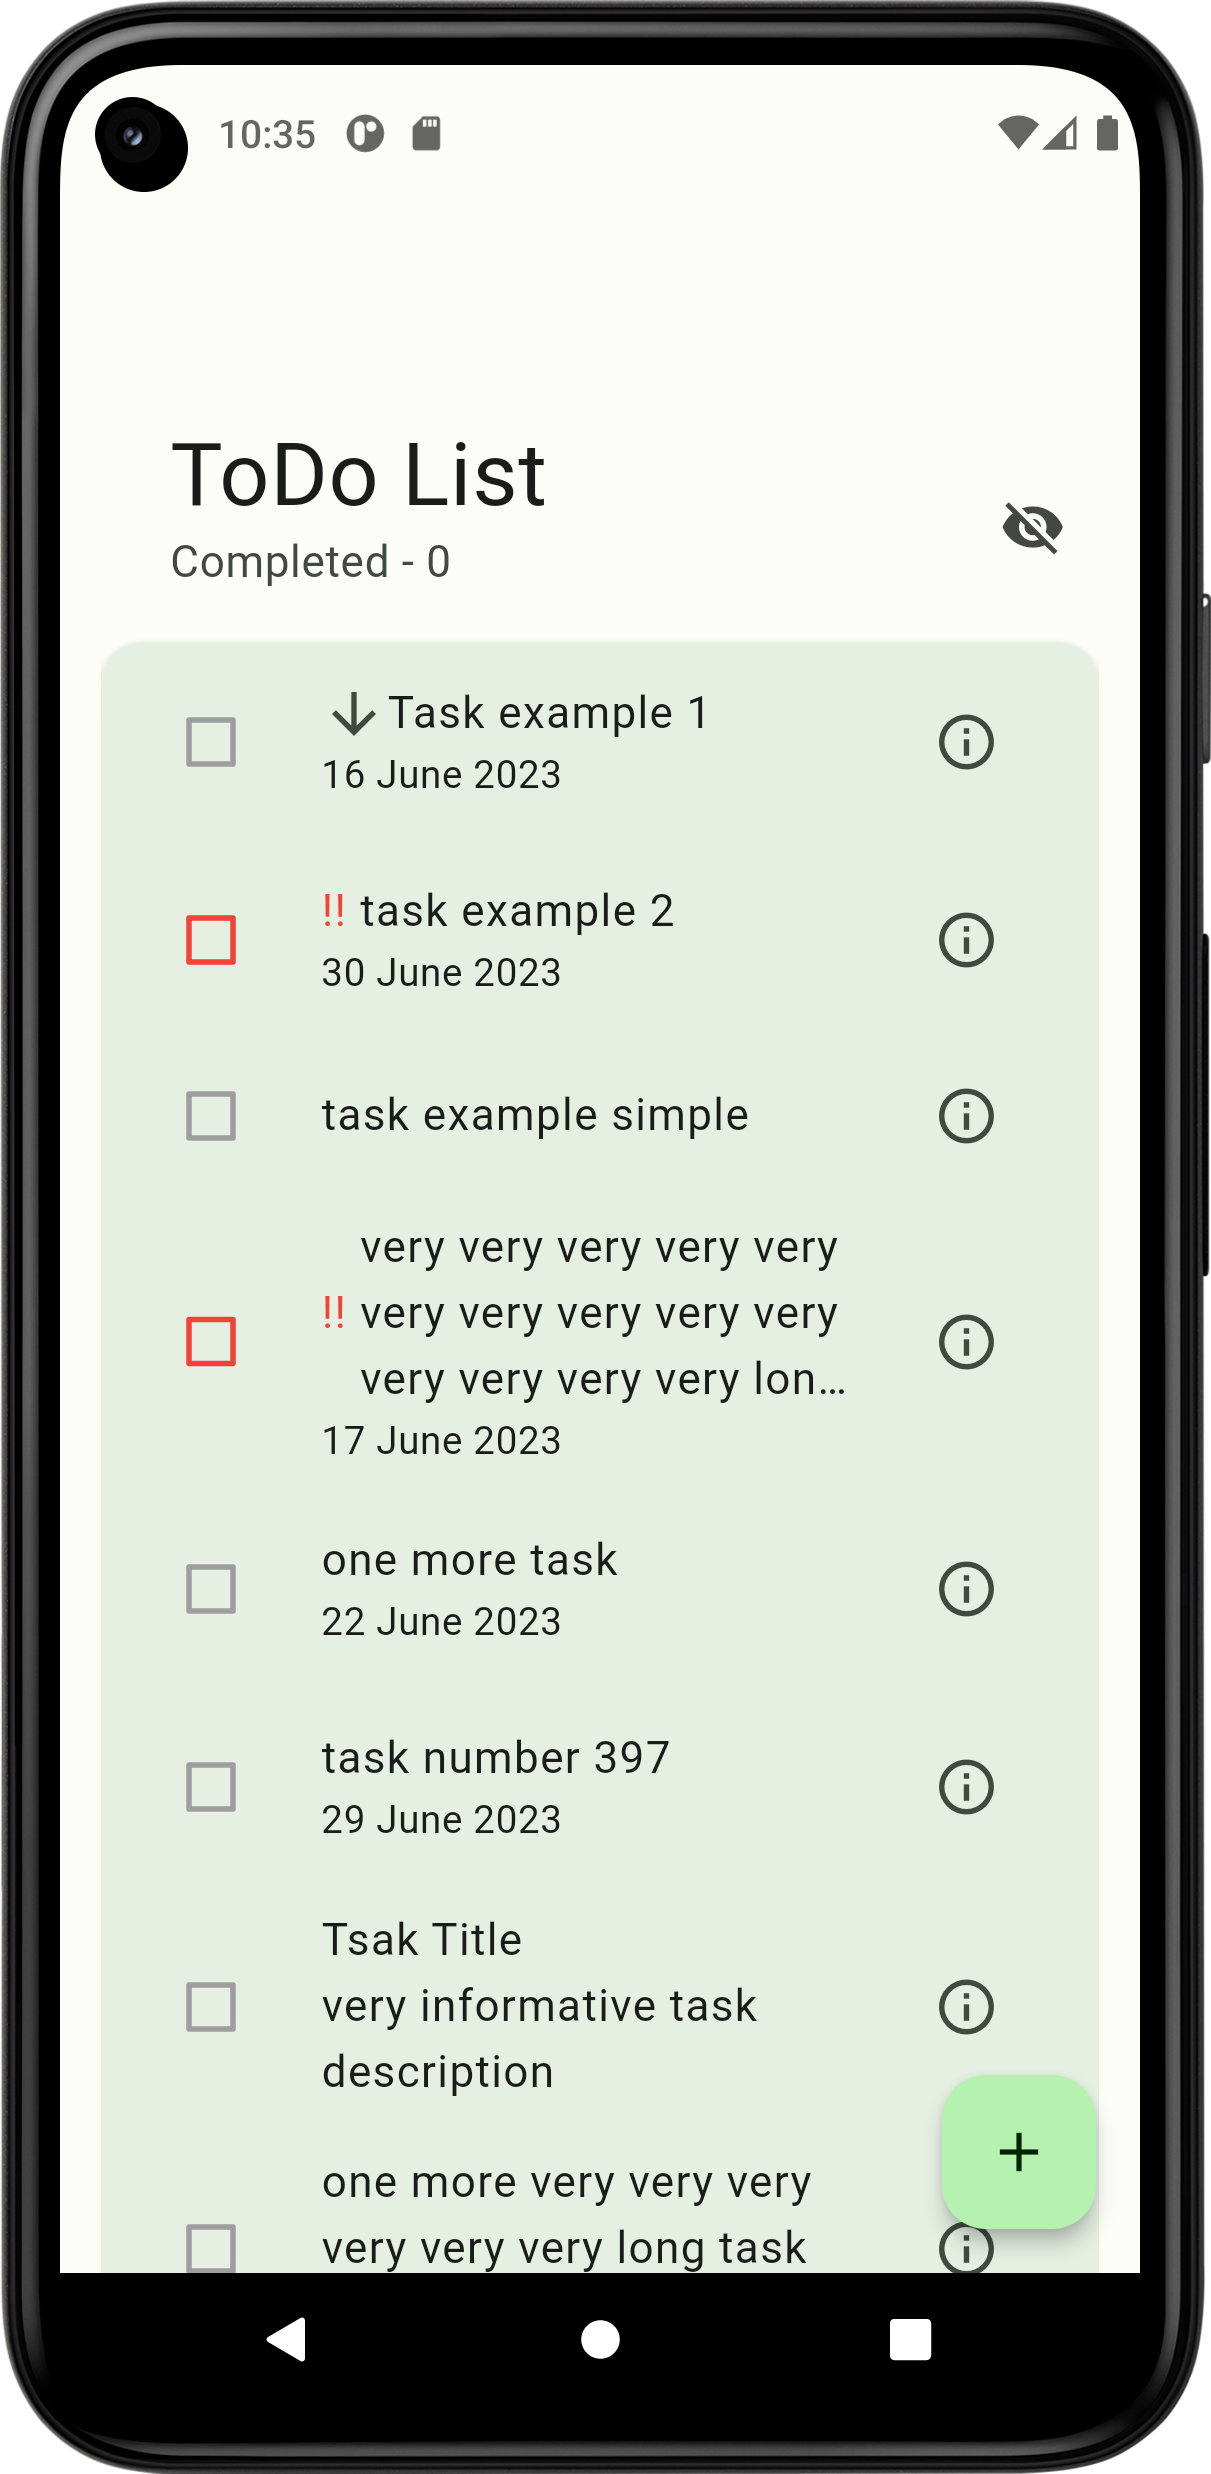 10:35
ToDo List
Completed - 0
Task example 1
16 June 2023
!! task example 2
30 June 2023
task example simple
very very very very very
!! very very very very very
very very very very lon…
17 June 2023
one more task
22 June 2023
task number 397
29 June 2023
Tsak Title
very informative task
description
one more very very very
very very very long task